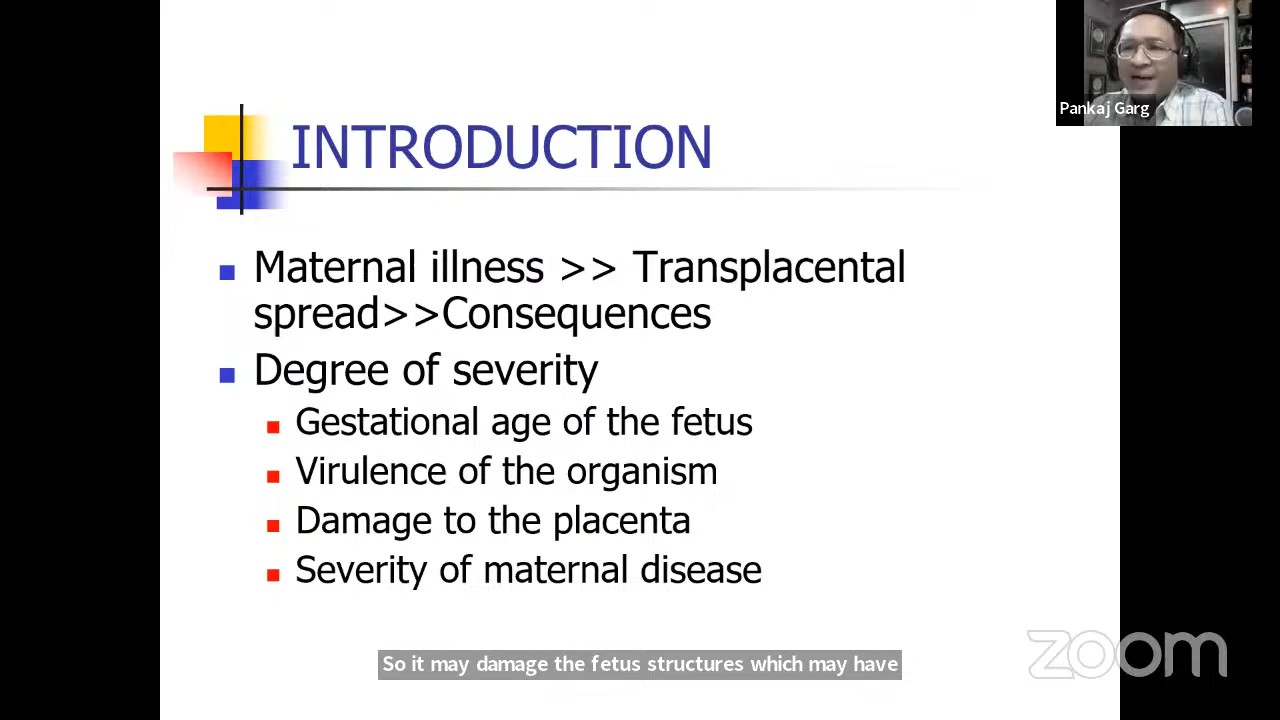 Pankaj Garg
INTRODUCTION
Maternal illness >> Transplacental
spread>>Consequences
Degree of severity
Gestational age of the fetus
Virulence of the organism
Damage to the placenta
Severity of maternal disease
So it may damage the fetus structures which may have
zoom